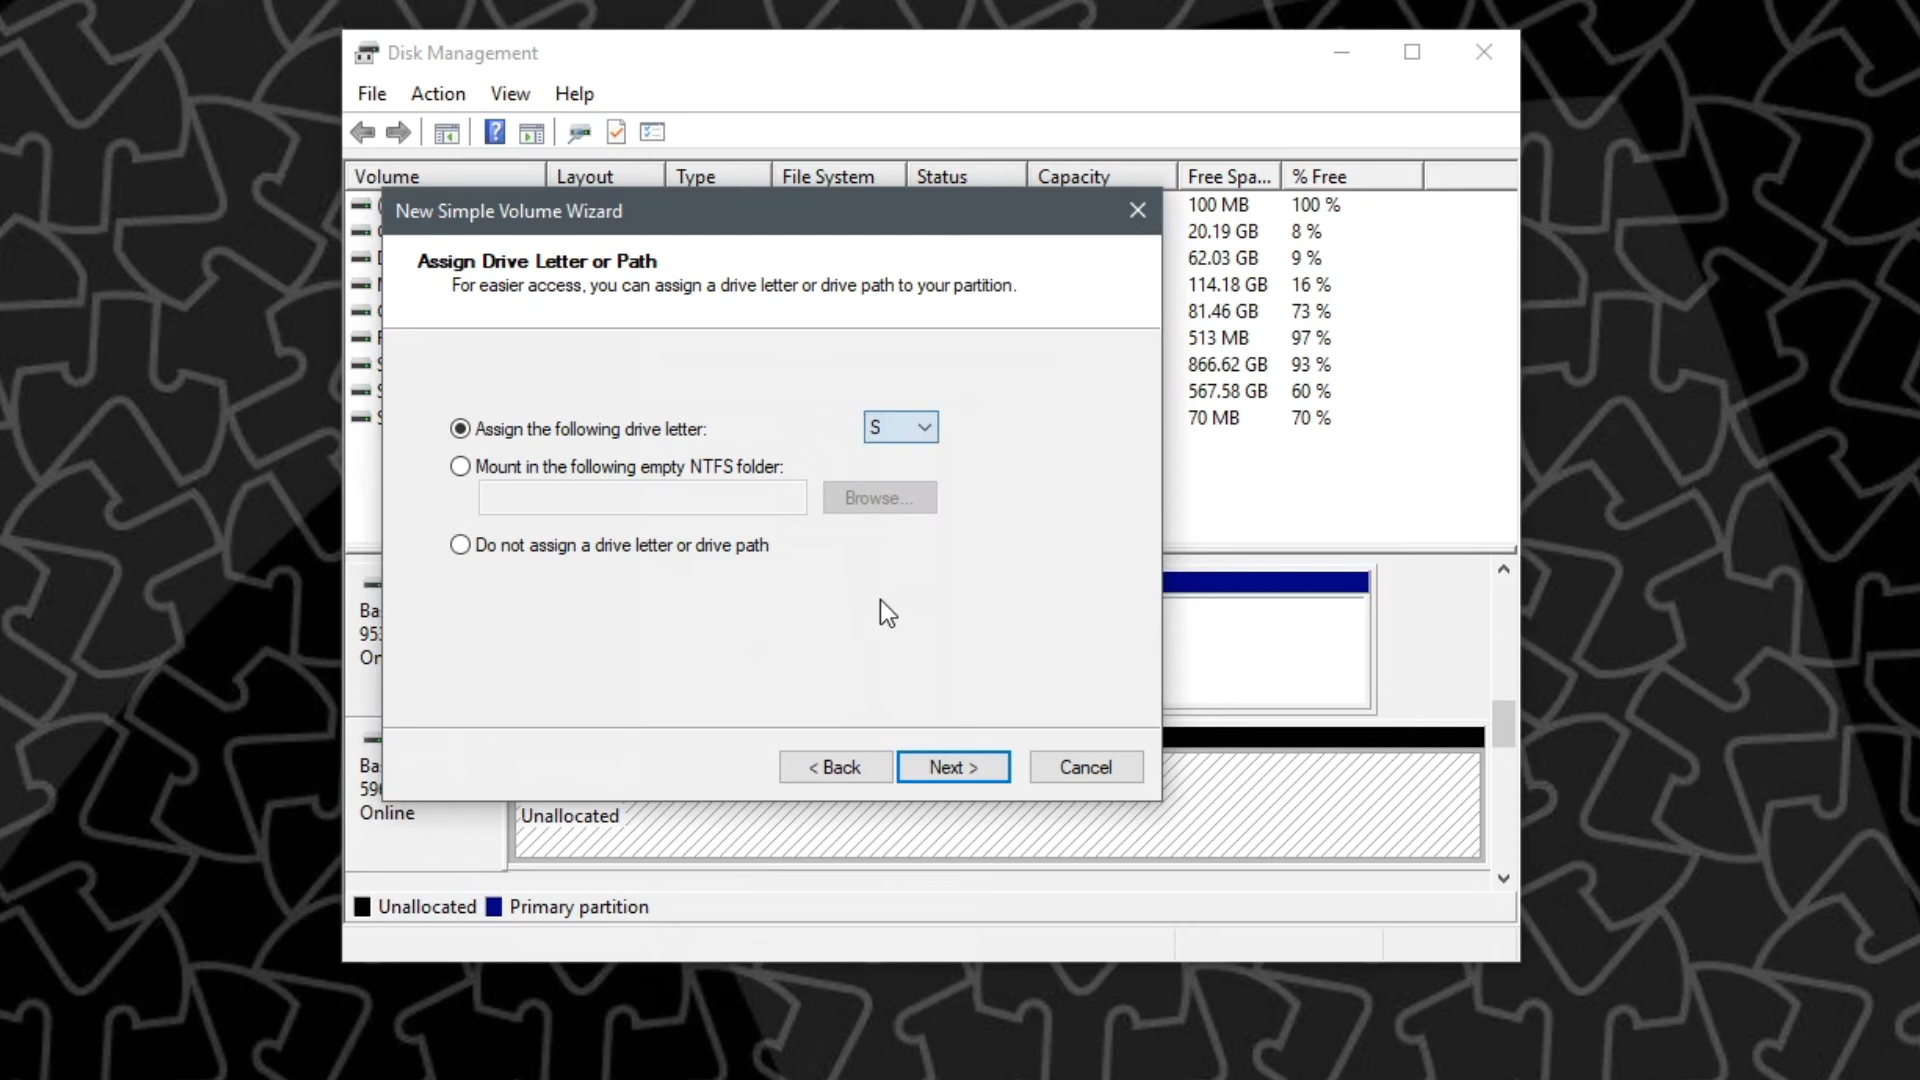 Disk Management
File Action View Help
Volume Layout Type File System Status Capacity Free Spa... % Free
100 MB 100 %
20.19 GB 8 %
62.03 GB 9 %
114.18 GB 16 %
81.46 GB 73 %
513 MB 97 %
866.62 GB 93 %
567.58 GB 60 %
70 MB 70 %
New Simple Volume Wizard
Assign Drive Letter or Path
For easier access, you can assign a drive letter or drive path to your partition.
Assign the following drive letter: S
Mount in the following empty NTFS folder:
Browse...
Do not assign a drive letter or drive path
< Back Next > Cancel
Ba
953
On
Ba
596
Online
Unallocated
Unallocated Primary partition